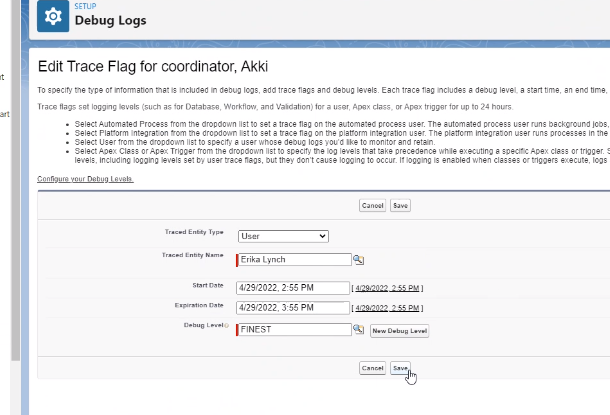 SETUP
Debug Logs
t
art
Edit Trace Flag for coordinator, Akki
To specify the type of information that is included in debug logs, add trace flags and debug levels. Each trace flag includes a debug level, a start time, an end time,
Trace flags set logging levels (such as for Database, Workflow, and Validation) for a user, Apex class, or Apex trigger for up to 24 hours.
• Select Automated Process from the dropdown list to set a trace flag on the automated process user. The automated process user runs background jobs,
• Select Platform Integration from the dropdown list to set a trace flag on the platform integration user. The platform integration user runs processes in the
• Select User from the dropdown list to specify a user whose debug logs you'd like to monitor and retain.
• Select Apex Class or Apex Trigger from the dropdown list to specify the log levels that take precedence while executing a specific Apex class or trigger. S
levels, including logging levels set by user trace flags, but they don't cause logging to occur. If logging is enabled when classes or triggers execute, logs
Configure your Debug Levels.
Cancel Save
Traced Entity Type User
Traced Entity Name Erika Lynch
Start Date 4/29/2022, 2:55 PM [ 4/29/2022, 2:55 PM ]
Expiration Date 4/29/2022, 3:55 PM [ 4/29/2022, 2:55 PM ]
Debug Level FINEST New Debug Level
Cancel Save